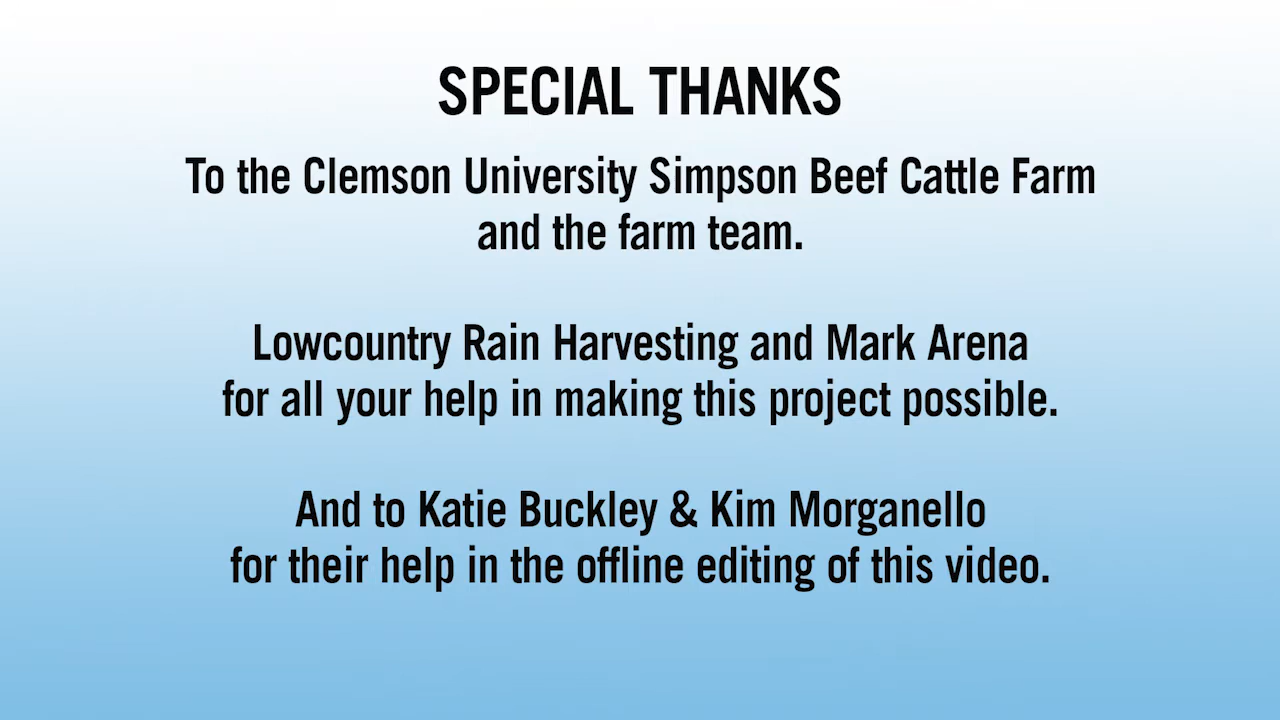 SPECIAL THANKS
To the Clemson University Simpson Beef Cattle Farm
and the farm team.
Lowcountry Rain Harvesting and Mark Arena
for all your help in making this project possible.
And to Katie Buckley & Kim Morganello
for their help in the offline editing of this video.